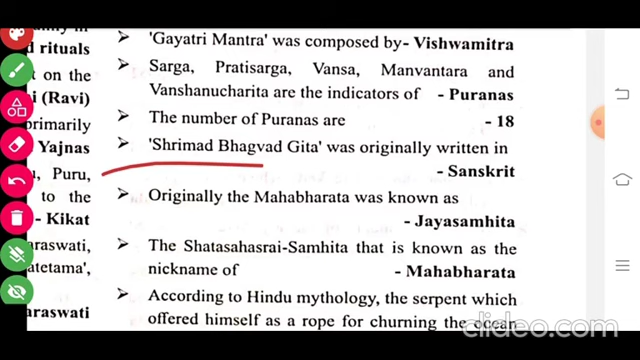 d rituals
on the
i (Ravi)
primarily
Yajnas
u, Puru,
to the
- Kikat
araswati,
atetama',
araswati
'Gayatri Mantra' was composed by - Vishwamitra
Sarga, Pratisarga, Vansa, Manvantara and
Vanshanucharita are the indicators of - Puranas
The number of Puranas are - 18
'Shrimad Bhagvad Gita' was originally written in
- Sanskrit
Originally the Mahabharata was known as
- Jayasamhita
The Shatasahasrai-Samhita that is known as the
nickname of - Mahabharata
According to Hindu mythology, the serpent which
offered himself as a rope for churning the ocean
clideo.com